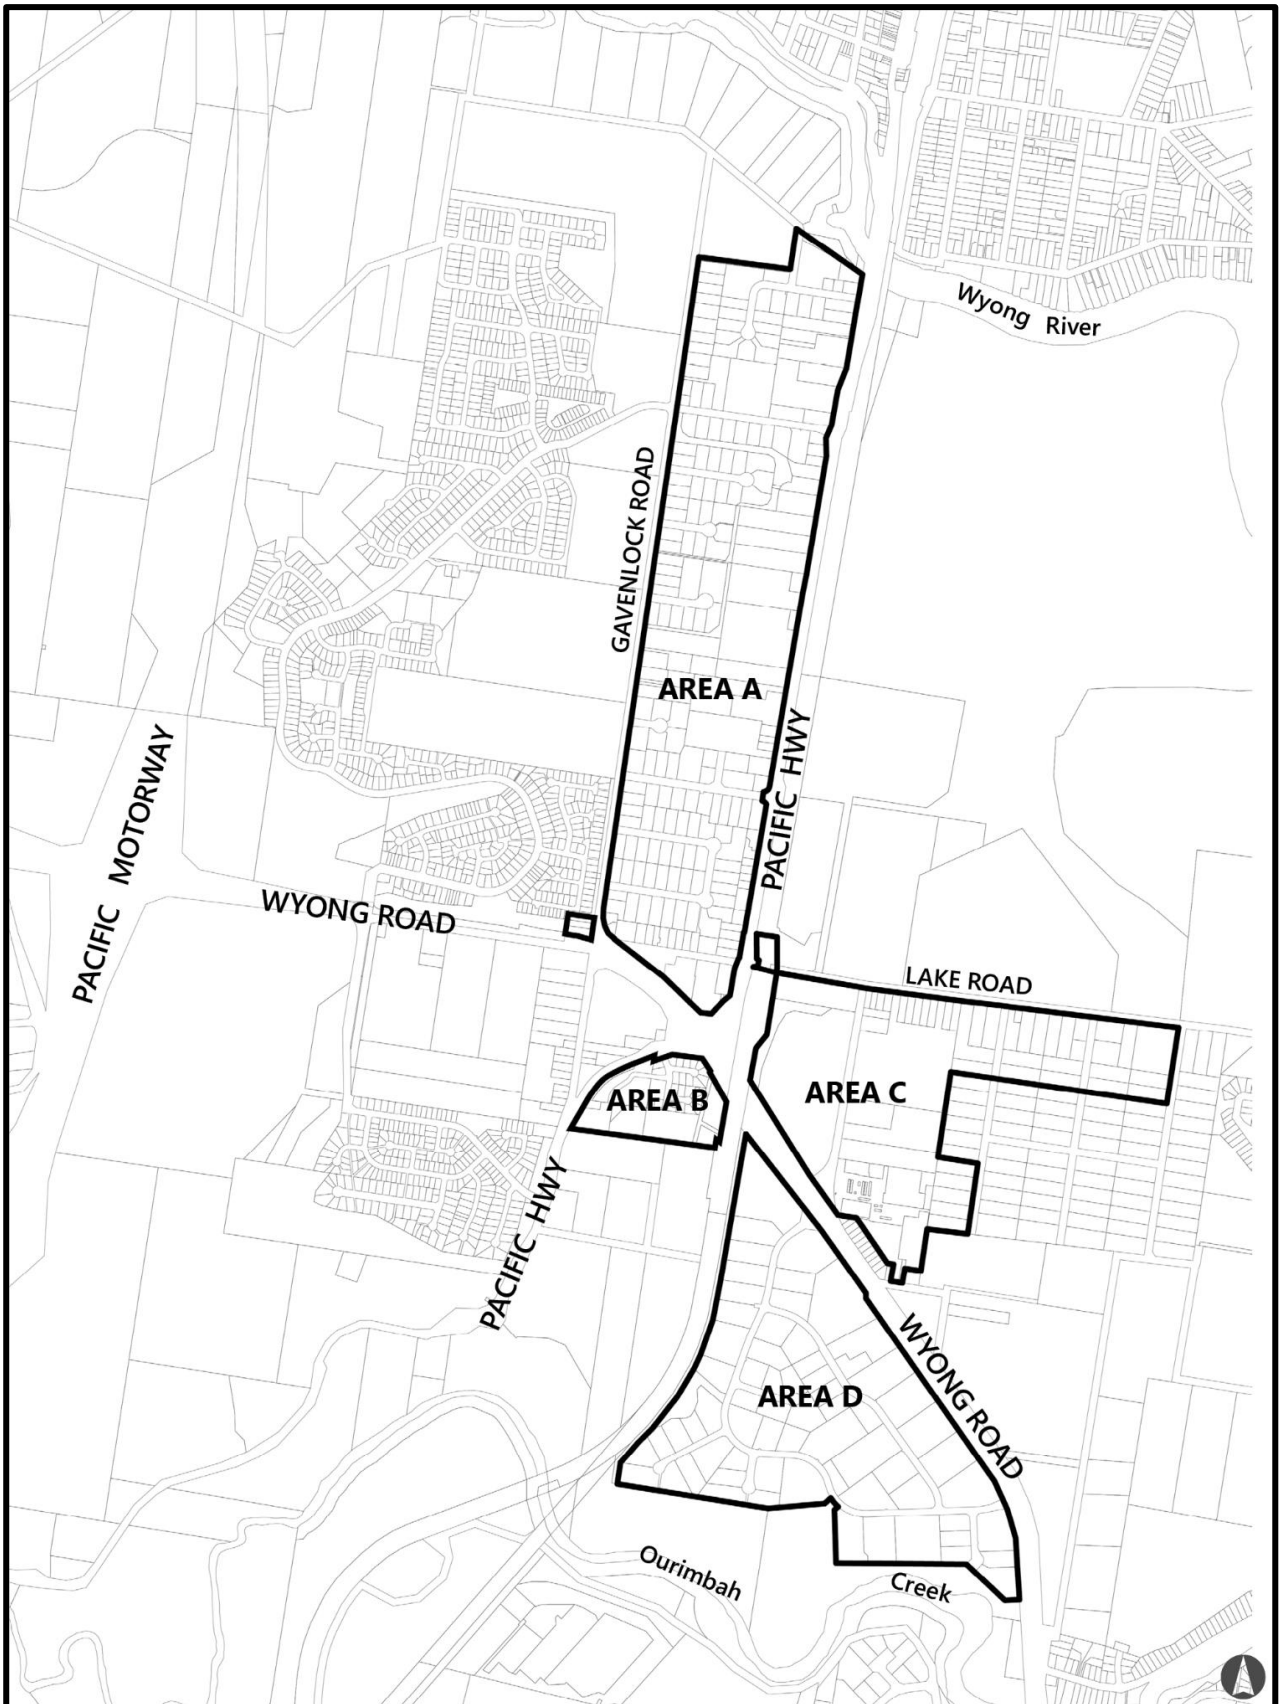 Wyong River
GAVENLOCK ROAD
AREA A
PACIFIC HWY
PACIFIC MOTORWAY
WYONG ROAD
LAKE ROAD
AREA B
AREA C
PACIFIC HWY
WYONG ROAD
AREA D
Ourimbah Creek